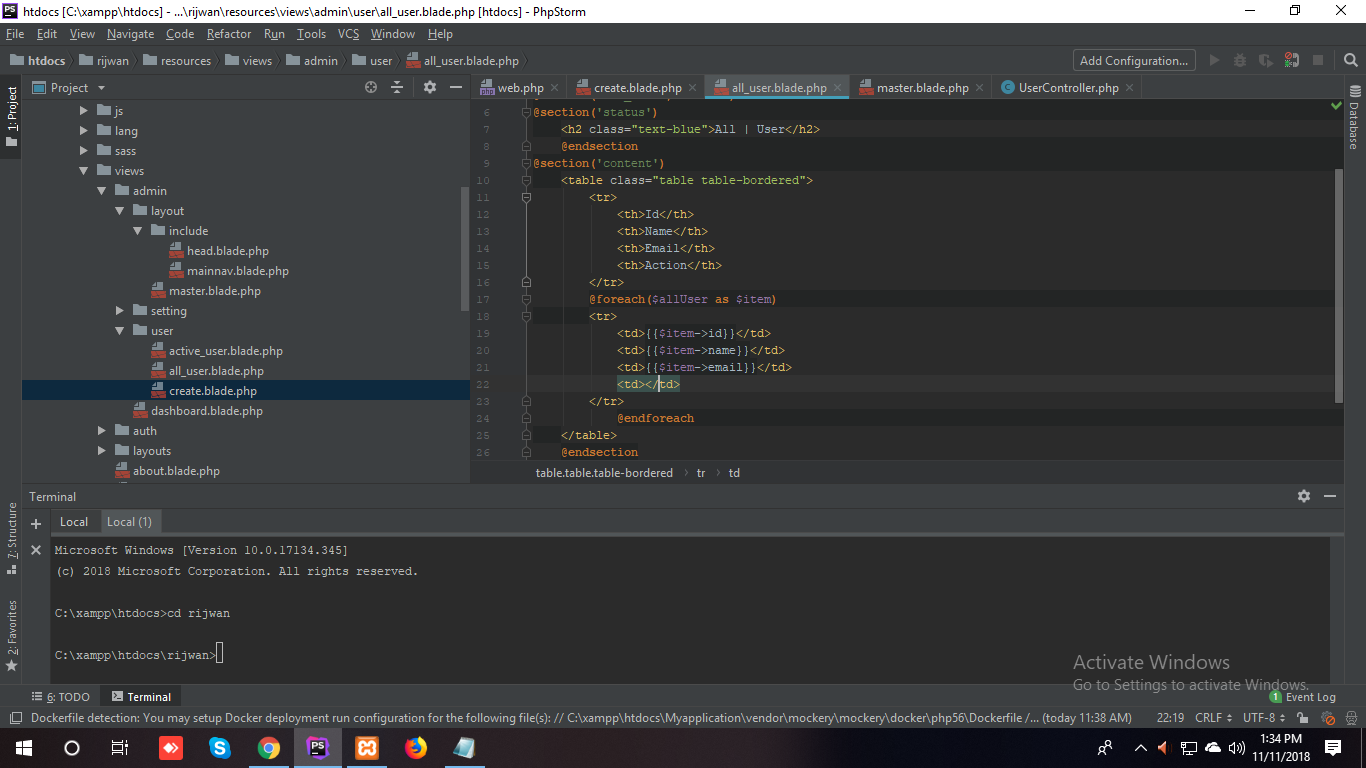 htdocs [C:\xampp\htdocs] - ...\rijwan\resources\views\admin\user\all_user.blade.php [htdocs] - PhpStorm
File Edit View Navigate Code Refactor Run Tools VCS Window Help
htdocs rijwan resources views admin user all_user.blade.php Add Configuration...
1: Project
Project
js
lang
sass
views
admin
layout
include
head.blade.php
mainnav.blade.php
master.blade.php
setting
user
active_user.blade.php
all_user.blade.php
create.blade.php
dashboard.blade.php
auth
layouts
about.blade.php
web.php create.blade.php all_user.blade.php master.blade.php UserController.php
6 @section('status')
7 <h2 class="text-blue">All | User</h2>
8 @endsection
9 @section('content')
10 <table class="table table-bordered">
11 <tr>
12 <th>Id</th>
13 <th>Name</th>
14 <th>Email</th>
15 <th>Action</th>
16 </tr>
17 @foreach($allUser as $item)
18 <tr>
19 <td>{{$item->id}}</td>
20 <td>{{$item->name}}</td>
21 <td>{{$item->email}}</td>
22 <td></td>
23 </tr>
24 @endforeach
25 </table>
26 @endsection
table.table.table-bordered tr td
Database
7: Structure
2: Favorites
Terminal
Local Local (1)
Microsoft Windows [Version 10.0.17134.345]
(c) 2018 Microsoft Corporation. All rights reserved.
C:\xampp\htdocs>cd rijwan
C:\xampp\htdocs\rijwan>
Activate Windows
Go to Settings to activate Windows.
6: TODO Terminal 1 Event Log
Dockerfile detection: You may setup Docker deployment run configuration for the following file(s): // C:\xampp\htdocs\Myapplication\vendor\mockery\mockery\docker\php56\Dockerfile /... (today 11:38 AM) 22:19 CRLF UTF-8
1:34 PM
11/11/2018